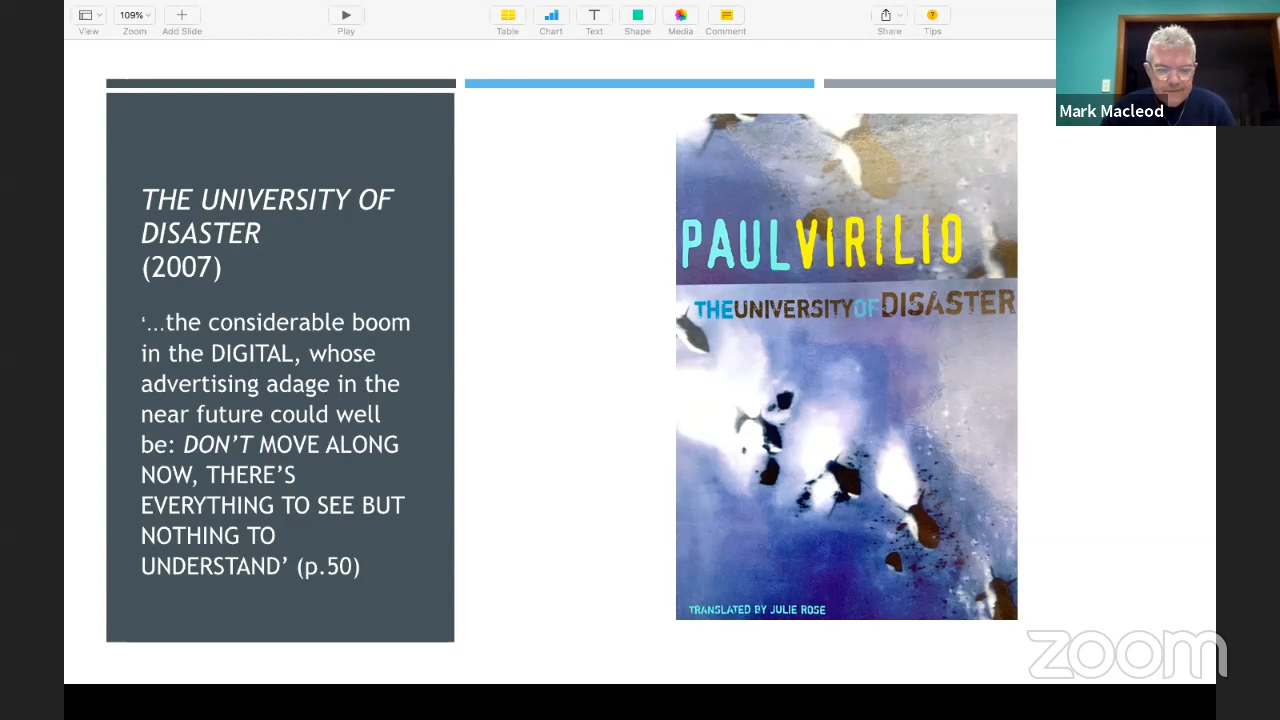 109%
View
Zoom
Add Slide
Play
Table
Chart
Text
Shape
Media
Comment
Share
Tips
Mark Macleod
THE UNIVERSITY OF
DISASTER
(2007)
‘…the considerable boom
in the DIGITAL, whose
advertising adage in the
near future could well
be: DON’T MOVE ALONG
NOW, THERE’S
EVERYTHING TO SEE BUT
NOTHING TO
UNDERSTAND’ (p.50)
PAULVIRILIO
THEUNIVERSITYOFDISASTER
TRANSLATED BY JULIE ROSE
zoom